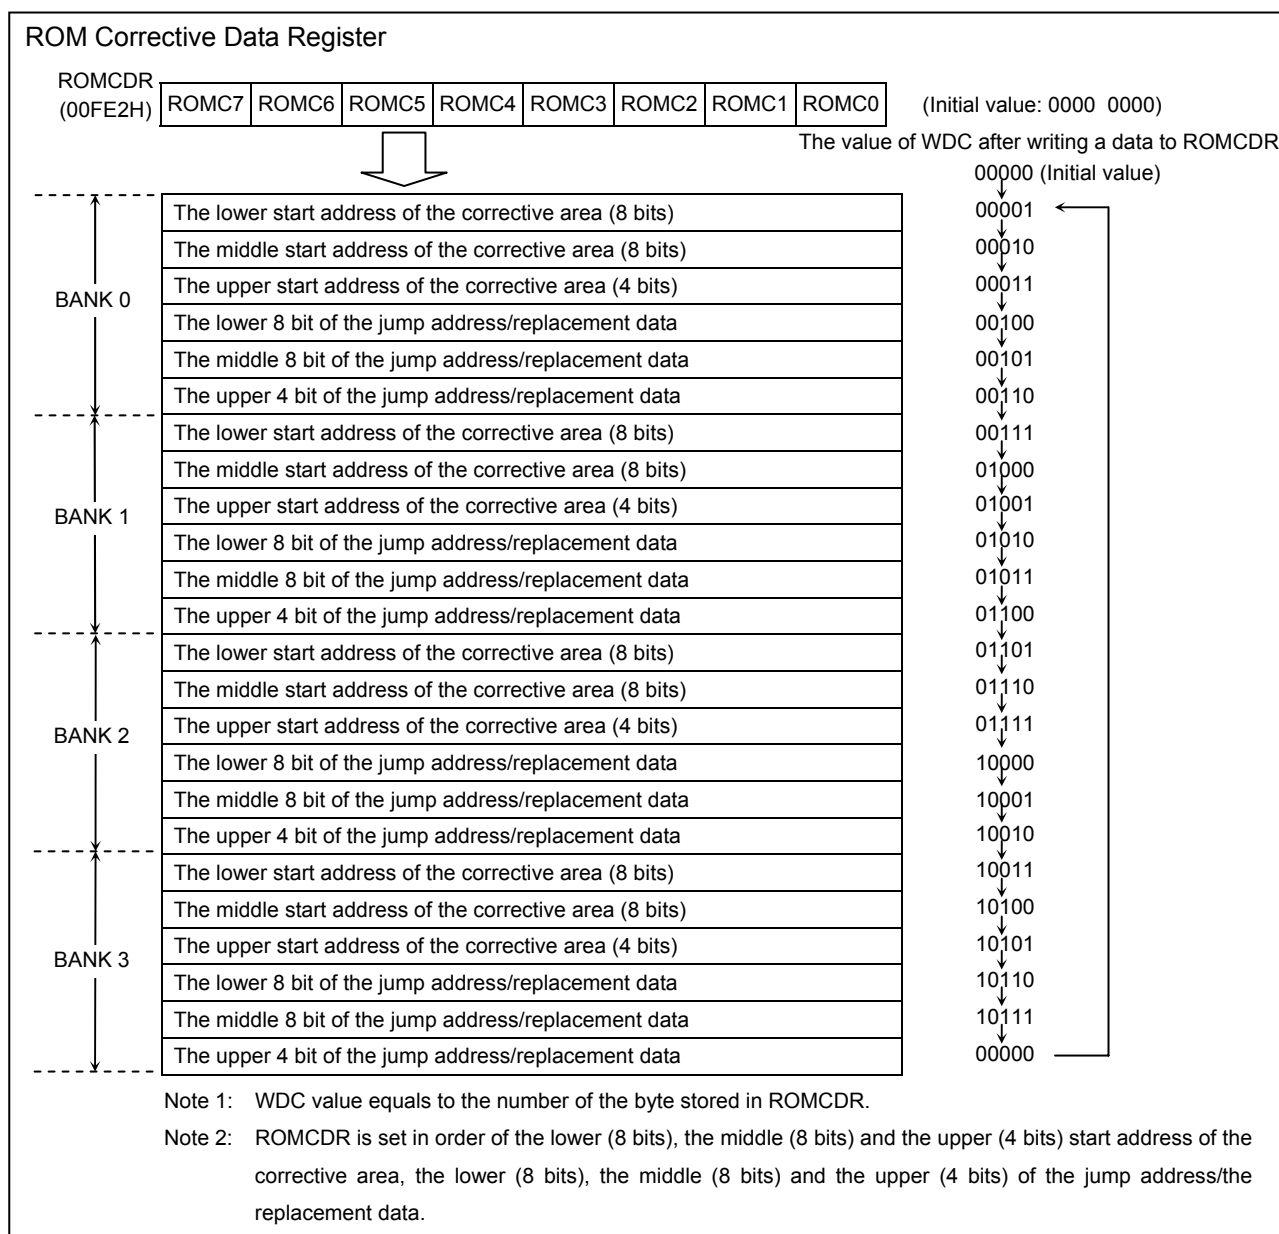 ROM Corrective Data Register
ROMCDR
(00FE2H) ROMC7 ROMC6 ROMC5 ROMC4 ROMC3 ROMC2 ROMC1 ROMC0 (Initial value: 0000 0000)
The value of WDC after writing a data to ROMCDR
00000 (Initial value)
The lower start address of the corrective area (8 bits) 00001
The middle start address of the corrective area (8 bits) 00010
BANK 0 The upper start address of the corrective area (4 bits) 00011
The lower 8 bit of the jump address/replacement data 00100
The middle 8 bit of the jump address/replacement data 00101
The upper 4 bit of the jump address/replacement data 00110
The lower start address of the corrective area (8 bits) 00111
The middle start address of the corrective area (8 bits) 01000
BANK 1 The upper start address of the corrective area (4 bits) 01001
The lower 8 bit of the jump address/replacement data 01010
The middle 8 bit of the jump address/replacement data 01011
The upper 4 bit of the jump address/replacement data 01100
The lower start address of the corrective area (8 bits) 01101
The middle start address of the corrective area (8 bits) 01110
BANK 2 The upper start address of the corrective area (4 bits) 01111
The lower 8 bit of the jump address/replacement data 10000
The middle 8 bit of the jump address/replacement data 10001
The upper 4 bit of the jump address/replacement data 10010
The lower start address of the corrective area (8 bits) 10011
The middle start address of the corrective area (8 bits) 10100
BANK 3 The upper start address of the corrective area (4 bits) 10101
The lower 8 bit of the jump address/replacement data 10110
The middle 8 bit of the jump address/replacement data 10111
The upper 4 bit of the jump address/replacement data 00000
Note 1: WDC value equals to the number of the byte stored in ROMCDR.
Note 2: ROMCDR is set in order of the lower (8 bits), the middle (8 bits) and the upper (4 bits) start address of the
corrective area, the lower (8 bits), the middle (8 bits) and the upper (4 bits) of the jump address/the
replacement data.